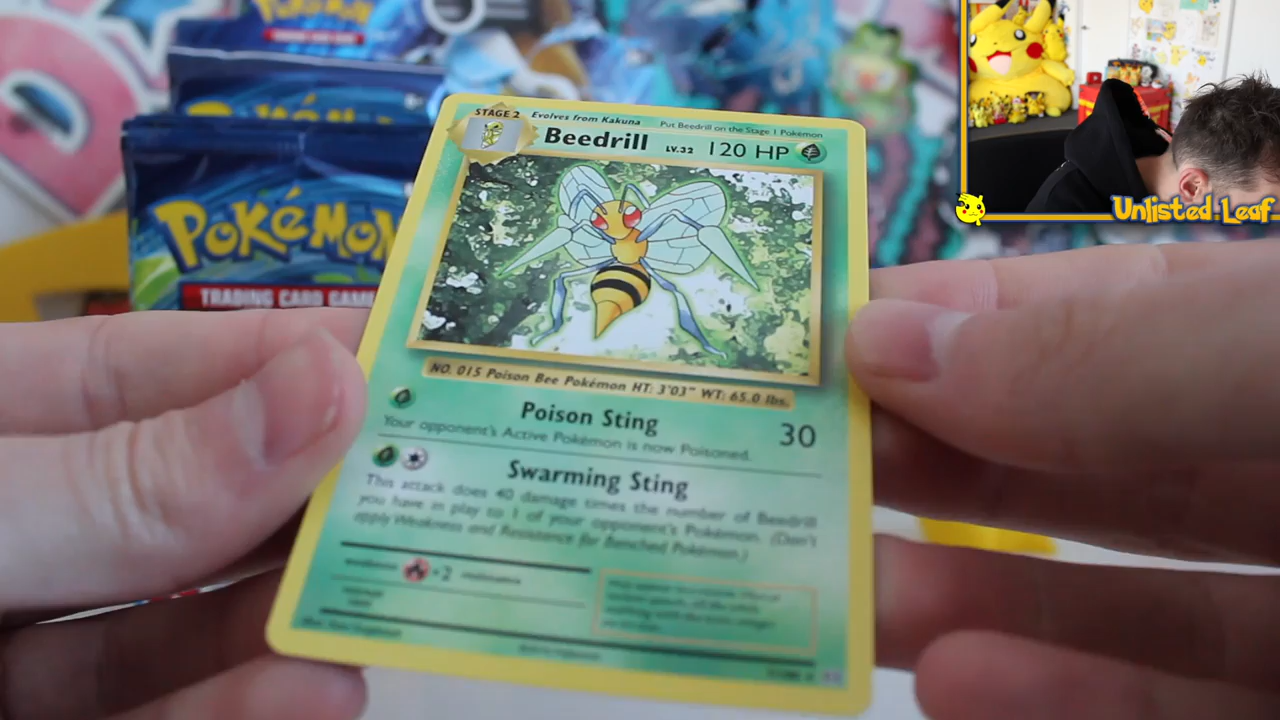 Pokémon
Pokémon
POKéMON
TRADING CARD GAME
Unlisted Leaf
STAGE 2 Evolves from Kakuna Put Beedrill on the Stage 1 Pokémon
Beedrill LV.32 120 HP
NO. 015 Poison Bee Pokémon HT: 3'03" WT: 65.0 lbs.
Poison Sting 30
Your opponent's Active Pokémon is now Poisoned.
Swarming Sting
This attack does 40 damage times the number of Beedrill
you have in play to 1 of your opponent's Pokémon. (Don't
apply Weakness and Resistance for Benched Pokémon.)
weakness ×2 resistance